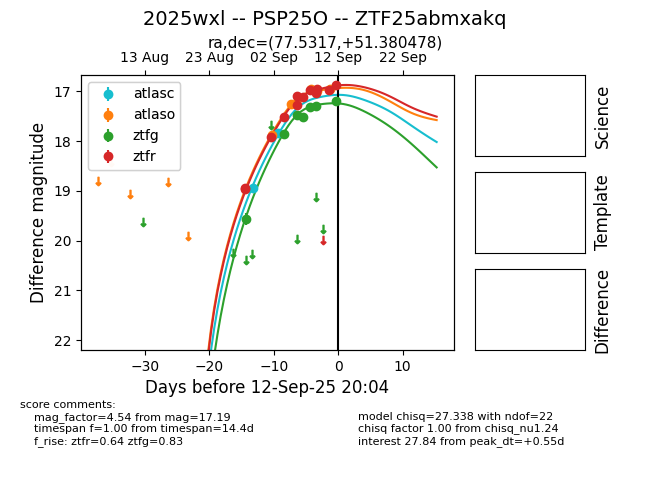 2025wxl -- PSP25O -- ZTF25abmxakq
ra,dec=(77.5317,+51.380478)
13 Aug 23 Aug 02 Sep 12 Sep 22 Sep
17
18
19
20
21
22
Difference magnitude
atlasc
atlaso
ztfg
ztfr
−30 −20 −10 0 10
Days before 12-Sep-25 20:04
Science
Template
Difference
score comments:
mag_factor=4.54 from mag=17.19
timespan f=1.00 from timespan=14.4d
f_rise: ztfr=0.64 ztfg=0.83
model chisq=27.338 with ndof=22
chisq factor 1.00 from chisq_nu1.24
interest 27.84 from peak_dt=+0.55d